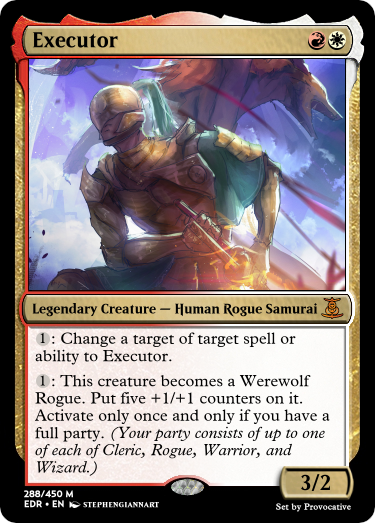 Executor
Legendary Creature — Human Rogue Samurai
1: Change a target of target spell or
ability to Executor.
1: This creature becomes a Werewolf
Rogue. Put five +1/+1 counters on it.
Activate only once and only if you have a
full party. (Your party consists of up to one
of each of Cleric, Rogue, Warrior, and
Wizard.)
3/2
288/450 M
EDR • EN STEPHENGIANNART
Set by Provocative